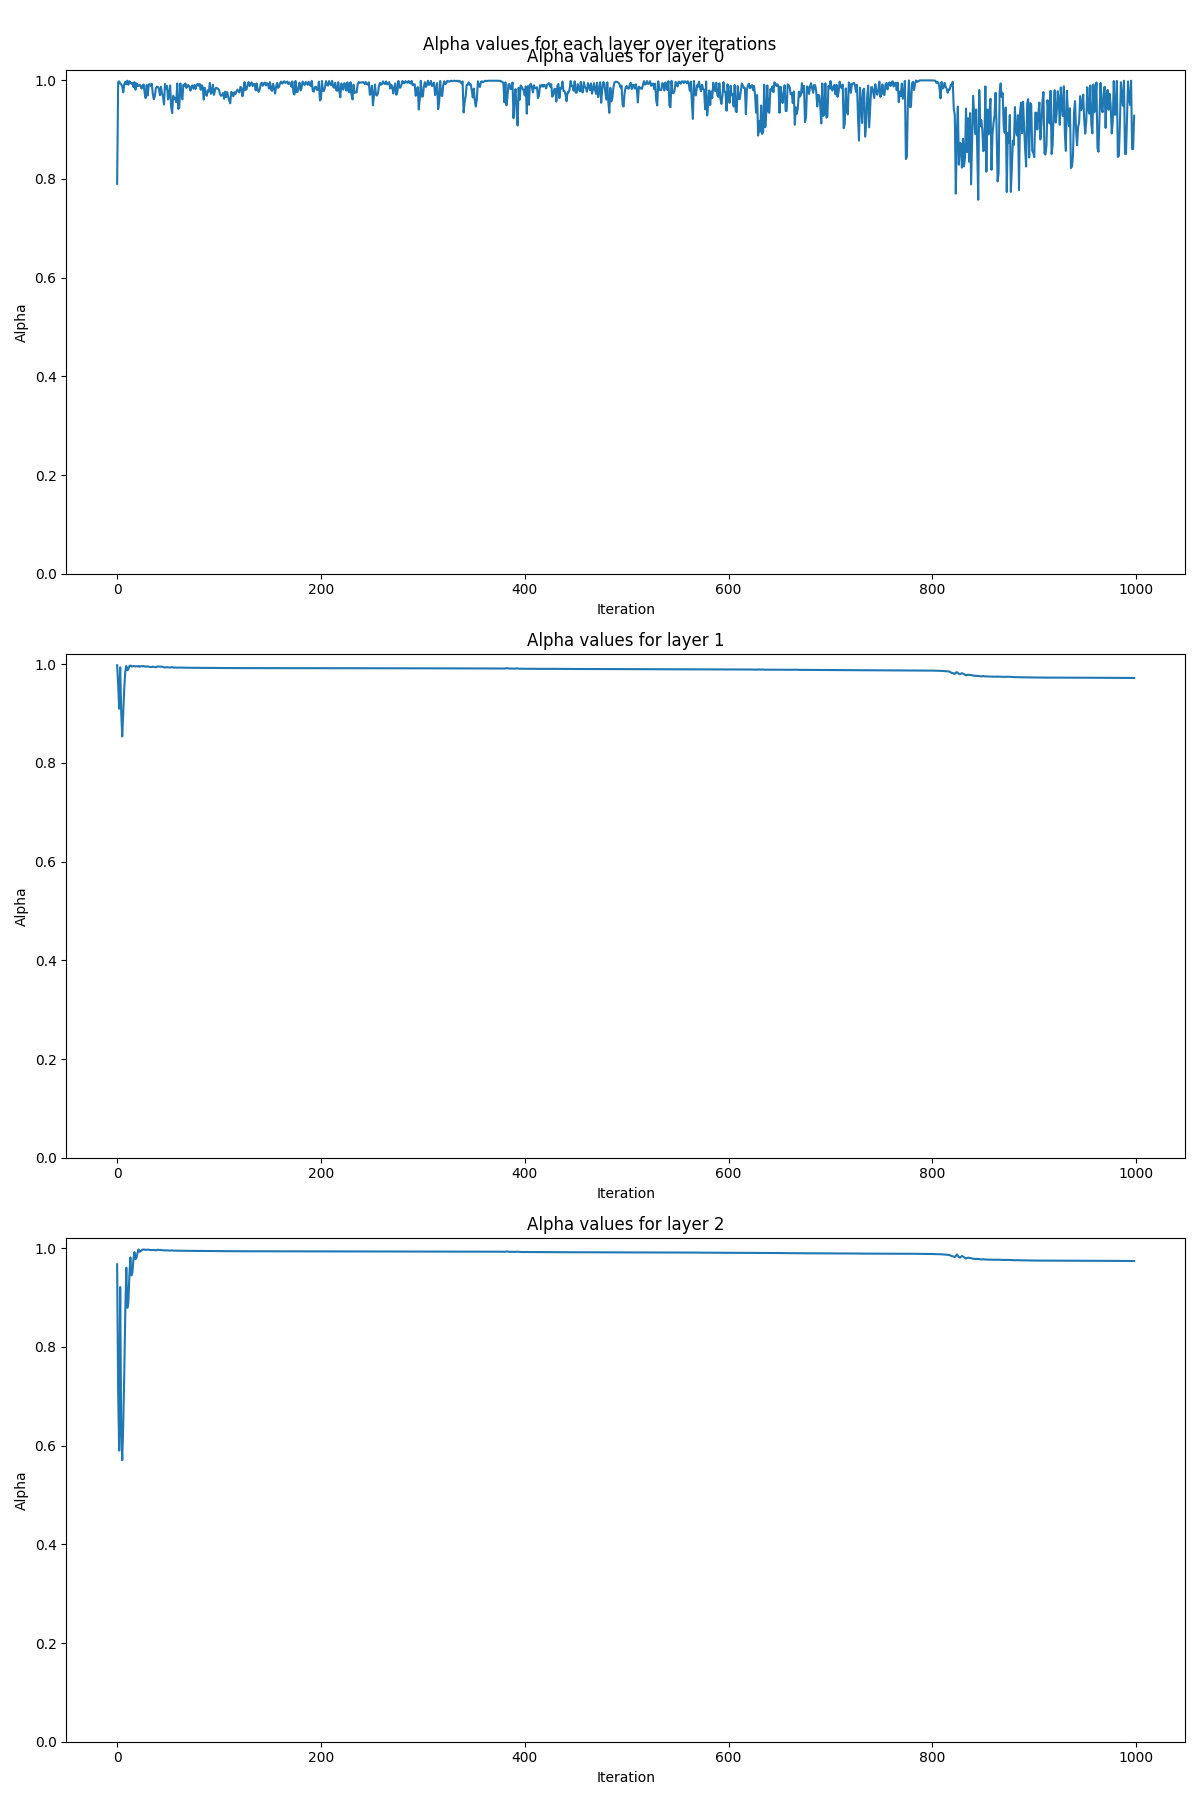 Alpha values for each layer over iterations
Alpha values for layer 0
1.0
0.8
0.6
0.4
0.2
0.0
Alpha
0 200 400 600 800 1000
Iteration
Alpha values for layer 1
1.0
0.8
0.6
0.4
0.2
0.0
Alpha
0 200 400 600 800 1000
Iteration
Alpha values for layer 2
1.0
0.8
0.6
0.4
0.2
0.0
Alpha
0 200 400 600 800 1000
Iteration